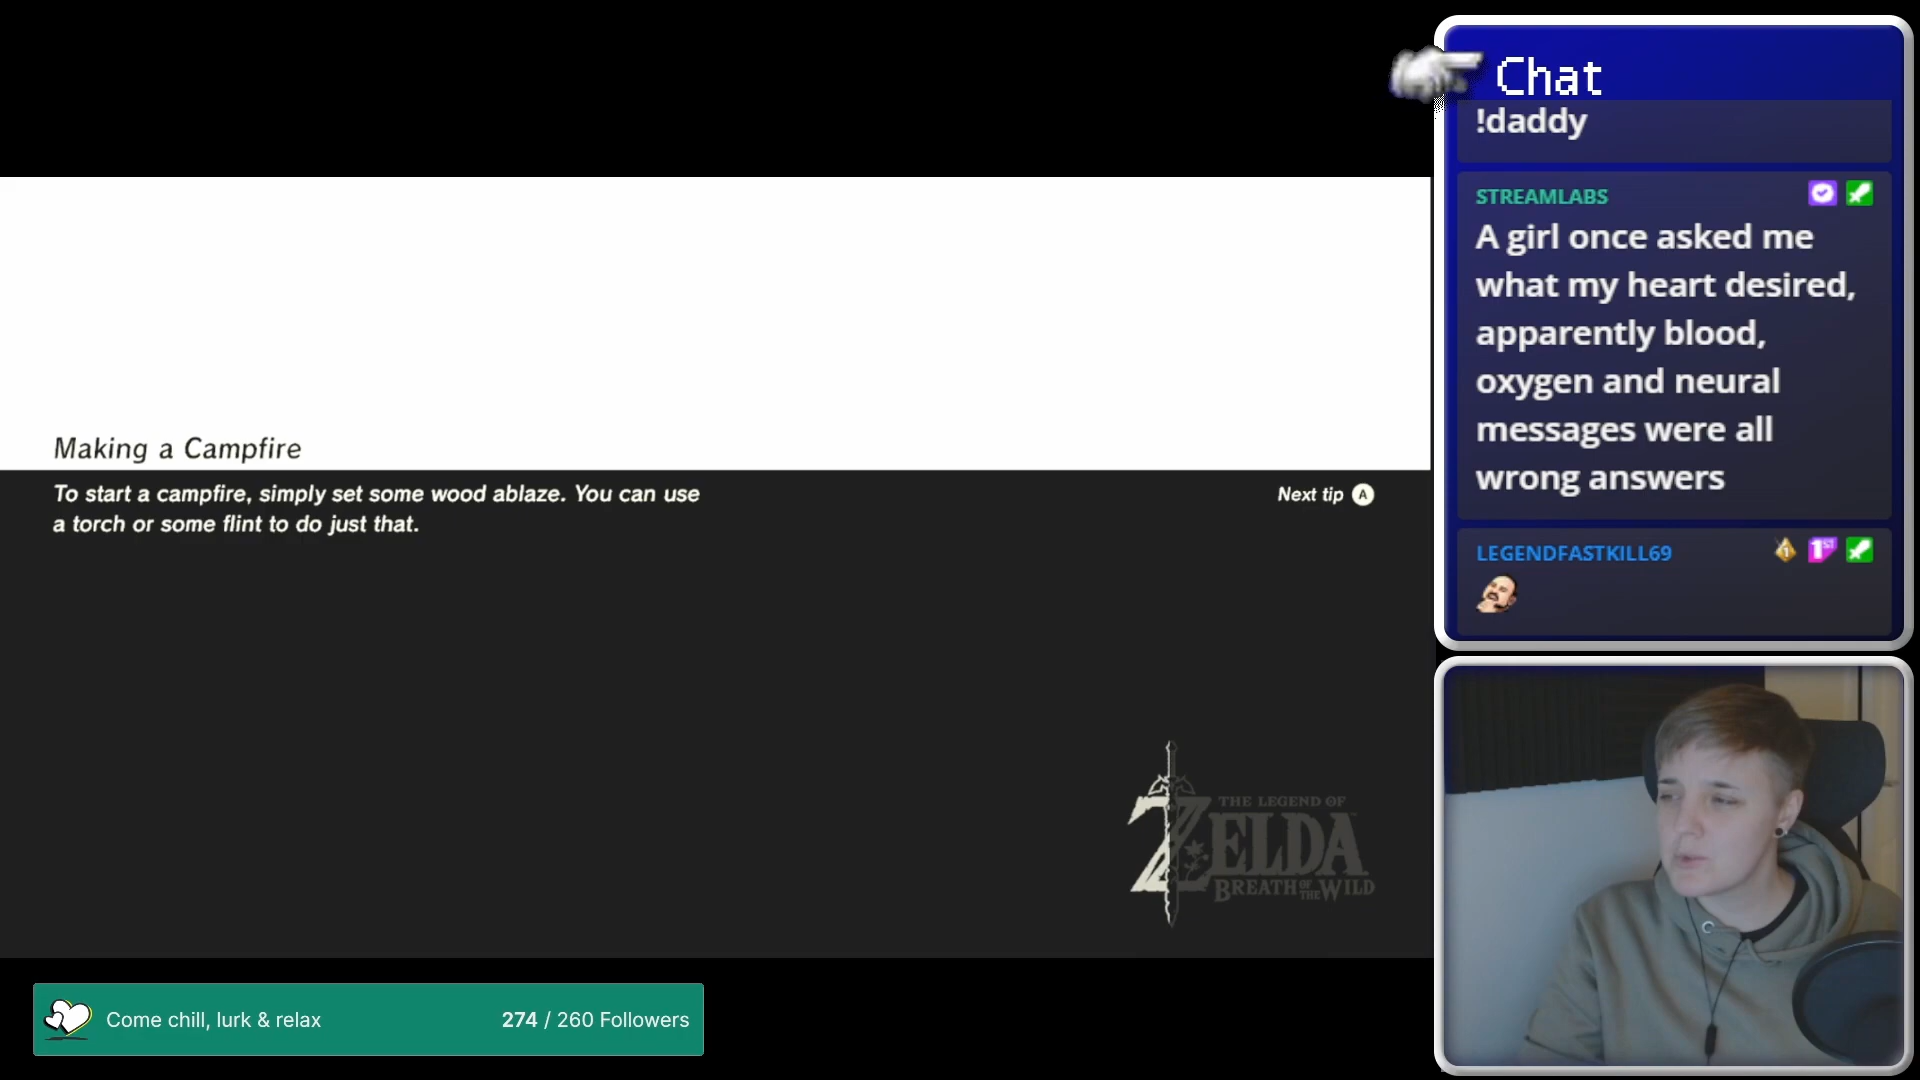 Chat
!daddy
STREAMLABS
A girl once asked me
what my heart desired,
apparently blood,
oxygen and neural
messages were all
wrong answers
LEGENDFASTKILL69
1
1ST
Making a Campfire
To start a campfire, simply set some wood ablaze. You can use
a torch or some flint to do just that.
Next tip A
THE LEGEND OF
ZELDA
BREATH OF THE WILD
Come chill, lurk & relax
274 / 260 Followers